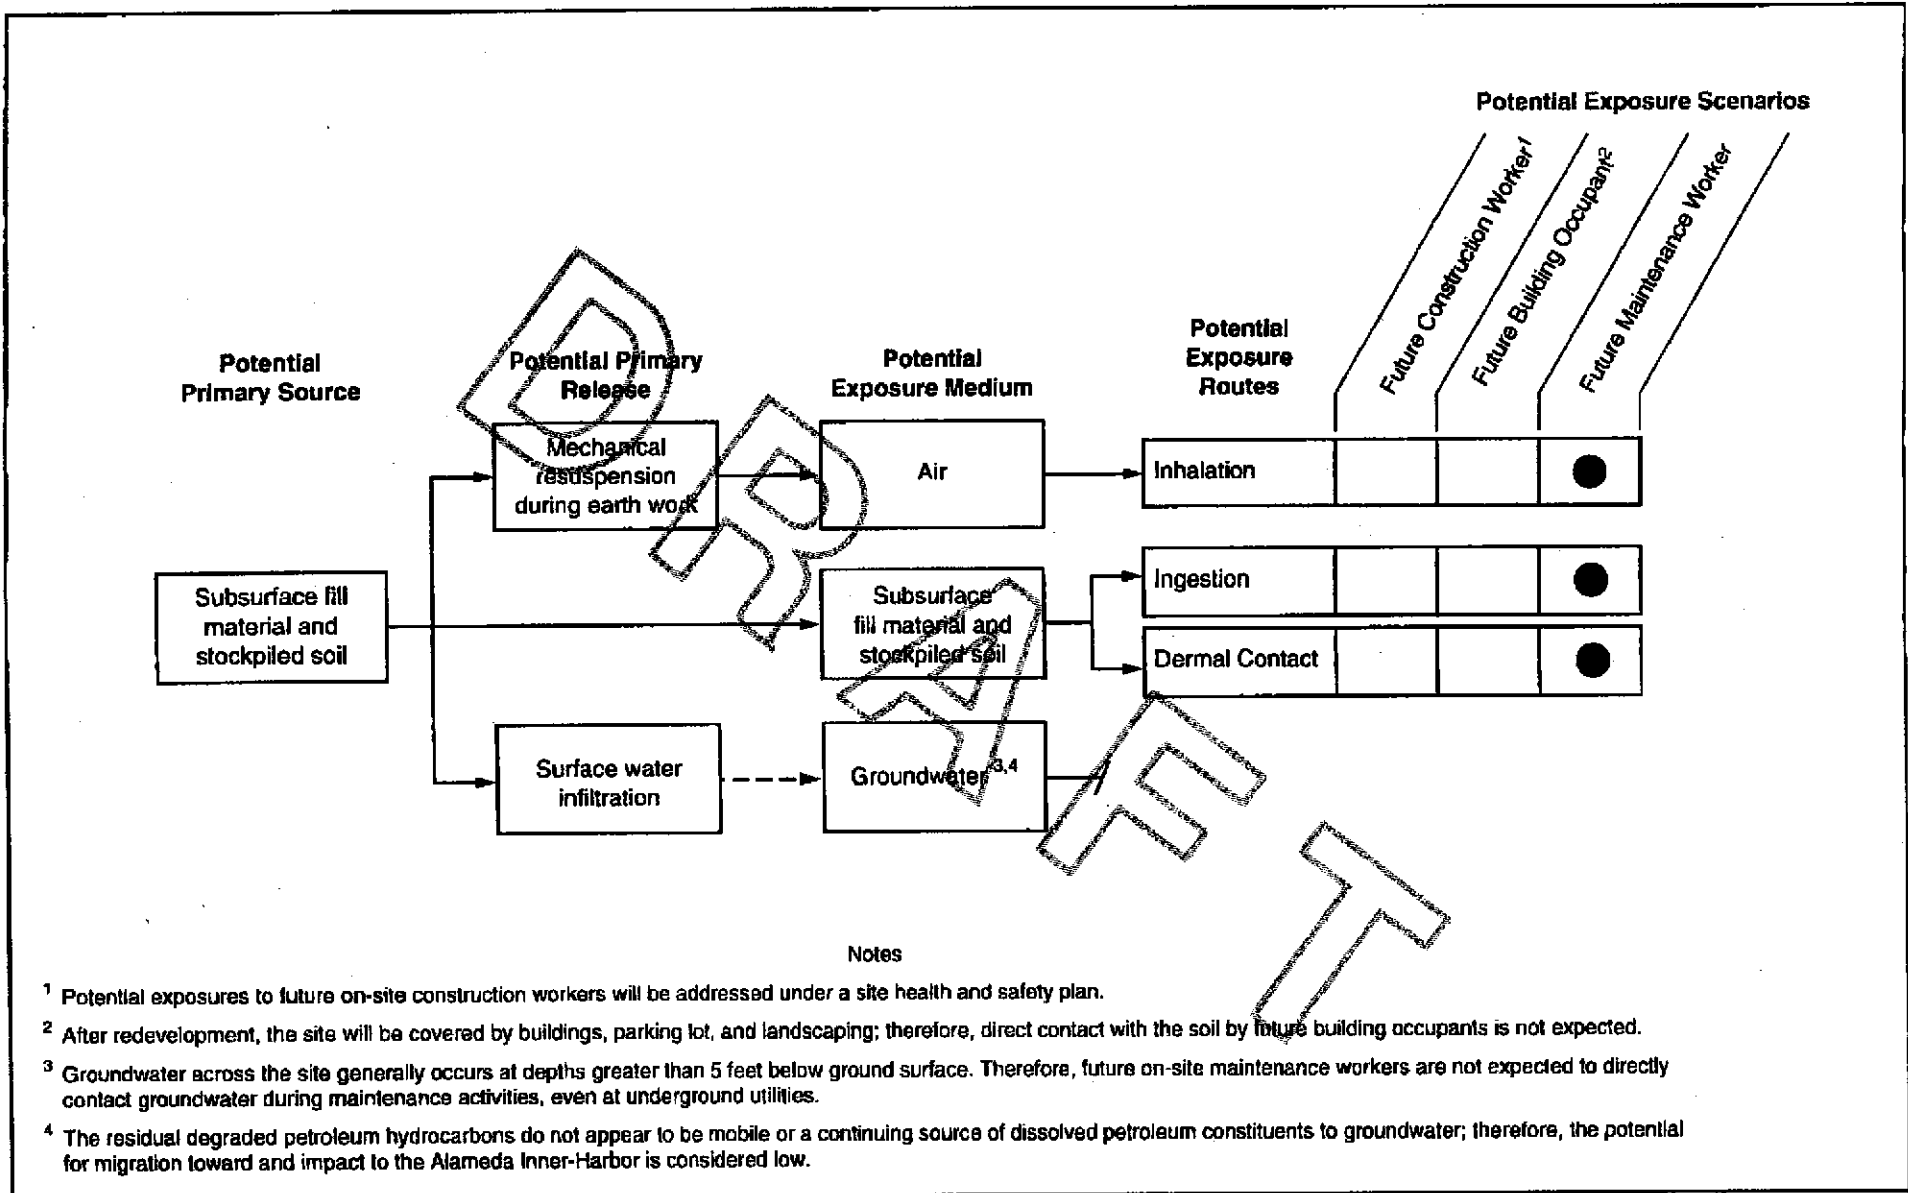 Potential Exposure Scenarios
Future Construction Worker¹
Future Building Occupant²
Future Maintenance Worker
Potential
Primary Source
Potential Primary
Release
Potential
Exposure Medium
Potential
Exposure
Routes
Mechanical
resuspension
during earth work
Air
Inhalation
Subsurface fill
material and
stockpiled soil
Subsurface
fill material and
stockpiled soil
Ingestion
Dermal Contact
Surface water
infiltration
Groundwater³,⁴
DRAFT
Notes
¹ Potential exposures to future on-site construction workers will be addressed under a site health and safety plan.
² After redevelopment, the site will be covered by buildings, parking lot, and landscaping; therefore, direct contact with the soil by future building occupants is not expected.
³ Groundwater across the site generally occurs at depths greater than 5 feet below ground surface. Therefore, future on-site maintenance workers are not expected to directly
contact groundwater during maintenance activities, even at underground utilities.
⁴ The residual degraded petroleum hydrocarbons do not appear to be mobile or a continuing source of dissolved petroleum constituents to groundwater; therefore, the potential
for migration toward and impact to the Alameda Inner-Harbor is considered low.